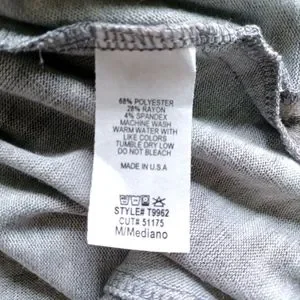 68% POLYESTER
28% RAYON
4% SPANDEX
MACHINE WASH
WARM WATER WITH
LIKE COLORS
TUMBLE DRY LOW
DO NOT BLEACH
MADE IN U.S.A
STYLE# T9962
CUT# 51175
M/Mediano